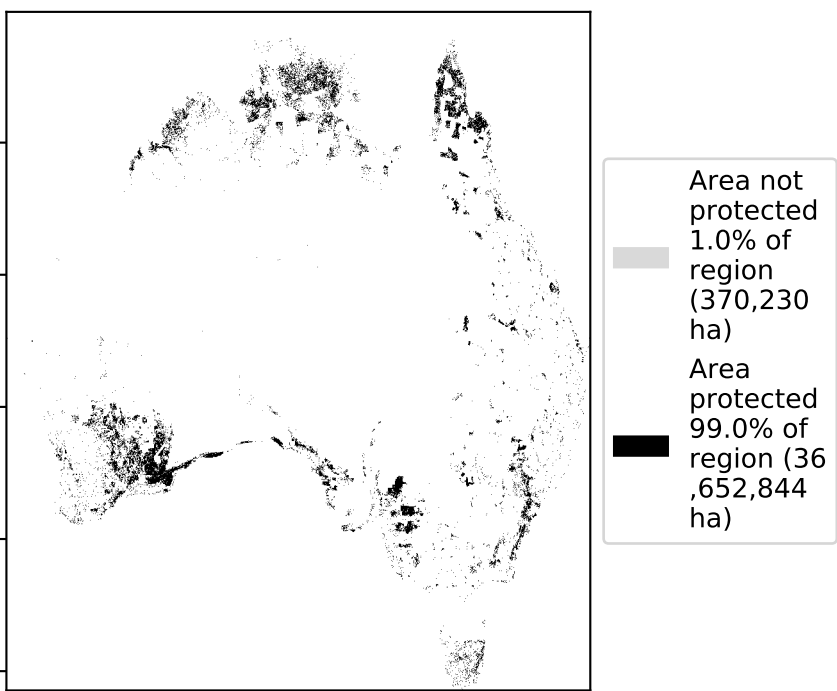 Area not
protected
1.0% of
region
(370,230
ha)
Area
protected
99.0% of
region (36
,652,844
ha)